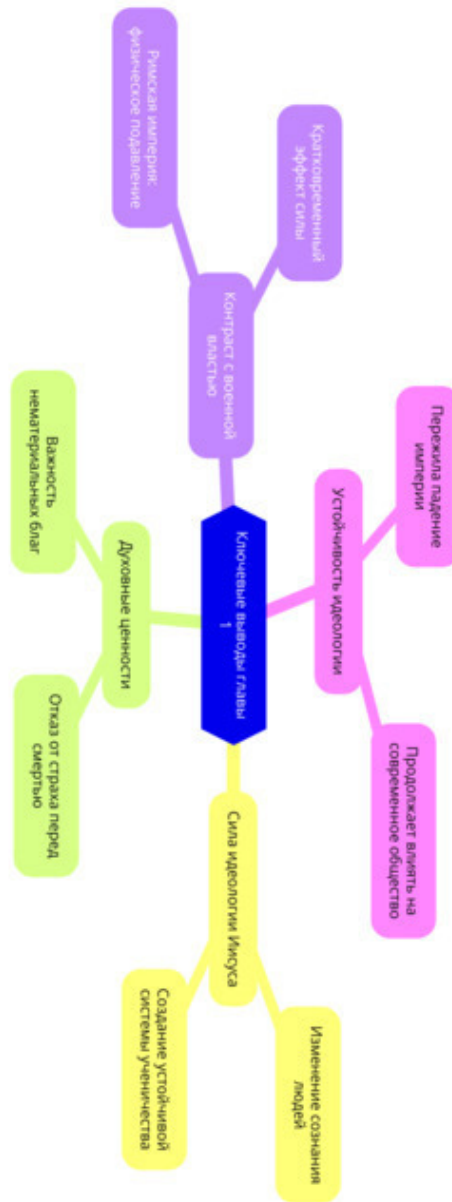 Ключевые выводы главы
1
Контраст с военной
властью
Римская империя:
физическое подавление
Кратковременный
эффект силы
Устойчивость идеологии
Пережила падение
империи
Продолжает влиять на
современное общество
Духовные ценности
Важность
нематериальных благ
Отказ от страха перед
смертью
Сила идеологии Иисуса
Изменение сознания
людей
Создание устойчивой
системы ученичества